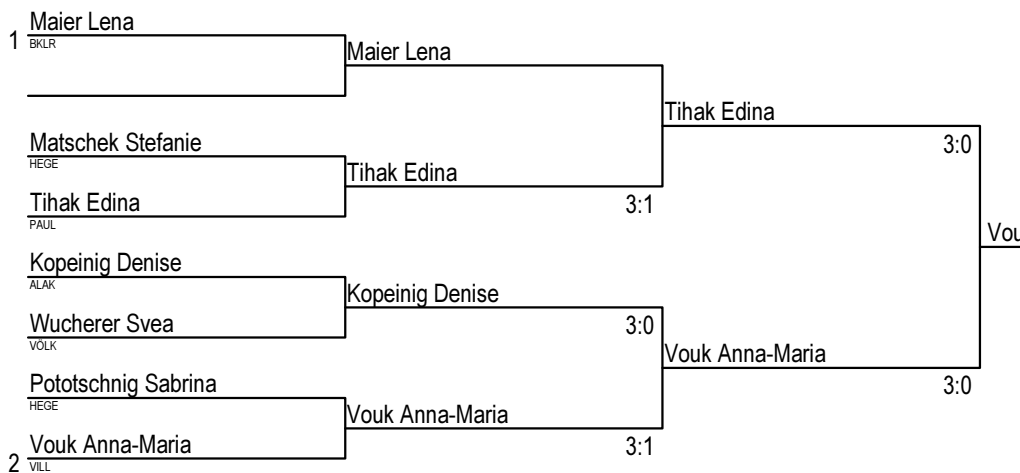 Maier Lena
1 BKLR
Maier Lena
Tihak Edina
3:0
Matschek Stefanie
HEGE
Tihak Edina
3:1
Tihak Edina
PAUL
Vou
Kopeinig Denise
ALAK
Kopeinig Denise
3:0
Wucherer Svea
VÖLK
Vouk Anna-Maria
3:0
Pototschnig Sabrina
HEGE
Vouk Anna-Maria
3:1
Vouk Anna-Maria
2 VILL